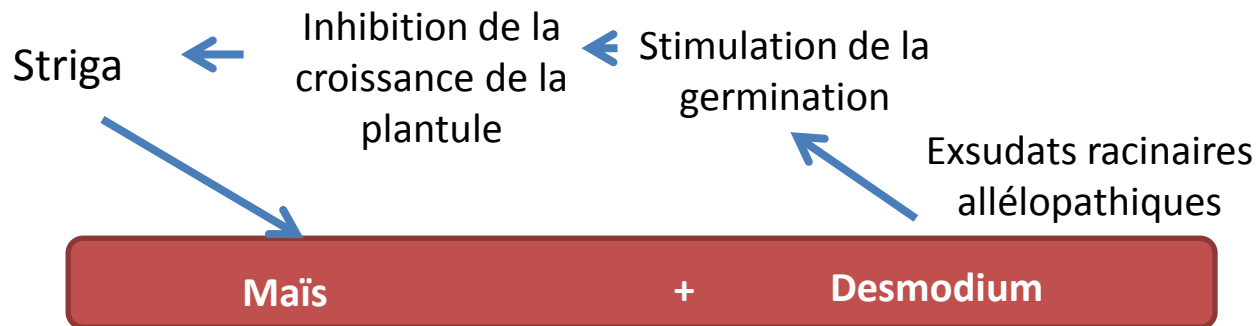 Striga
Inhibition de la
croissance de la
plantule
Stimulation de la
germination
Exsudats racinaires
allélopathiques
Maïs + Desmodium